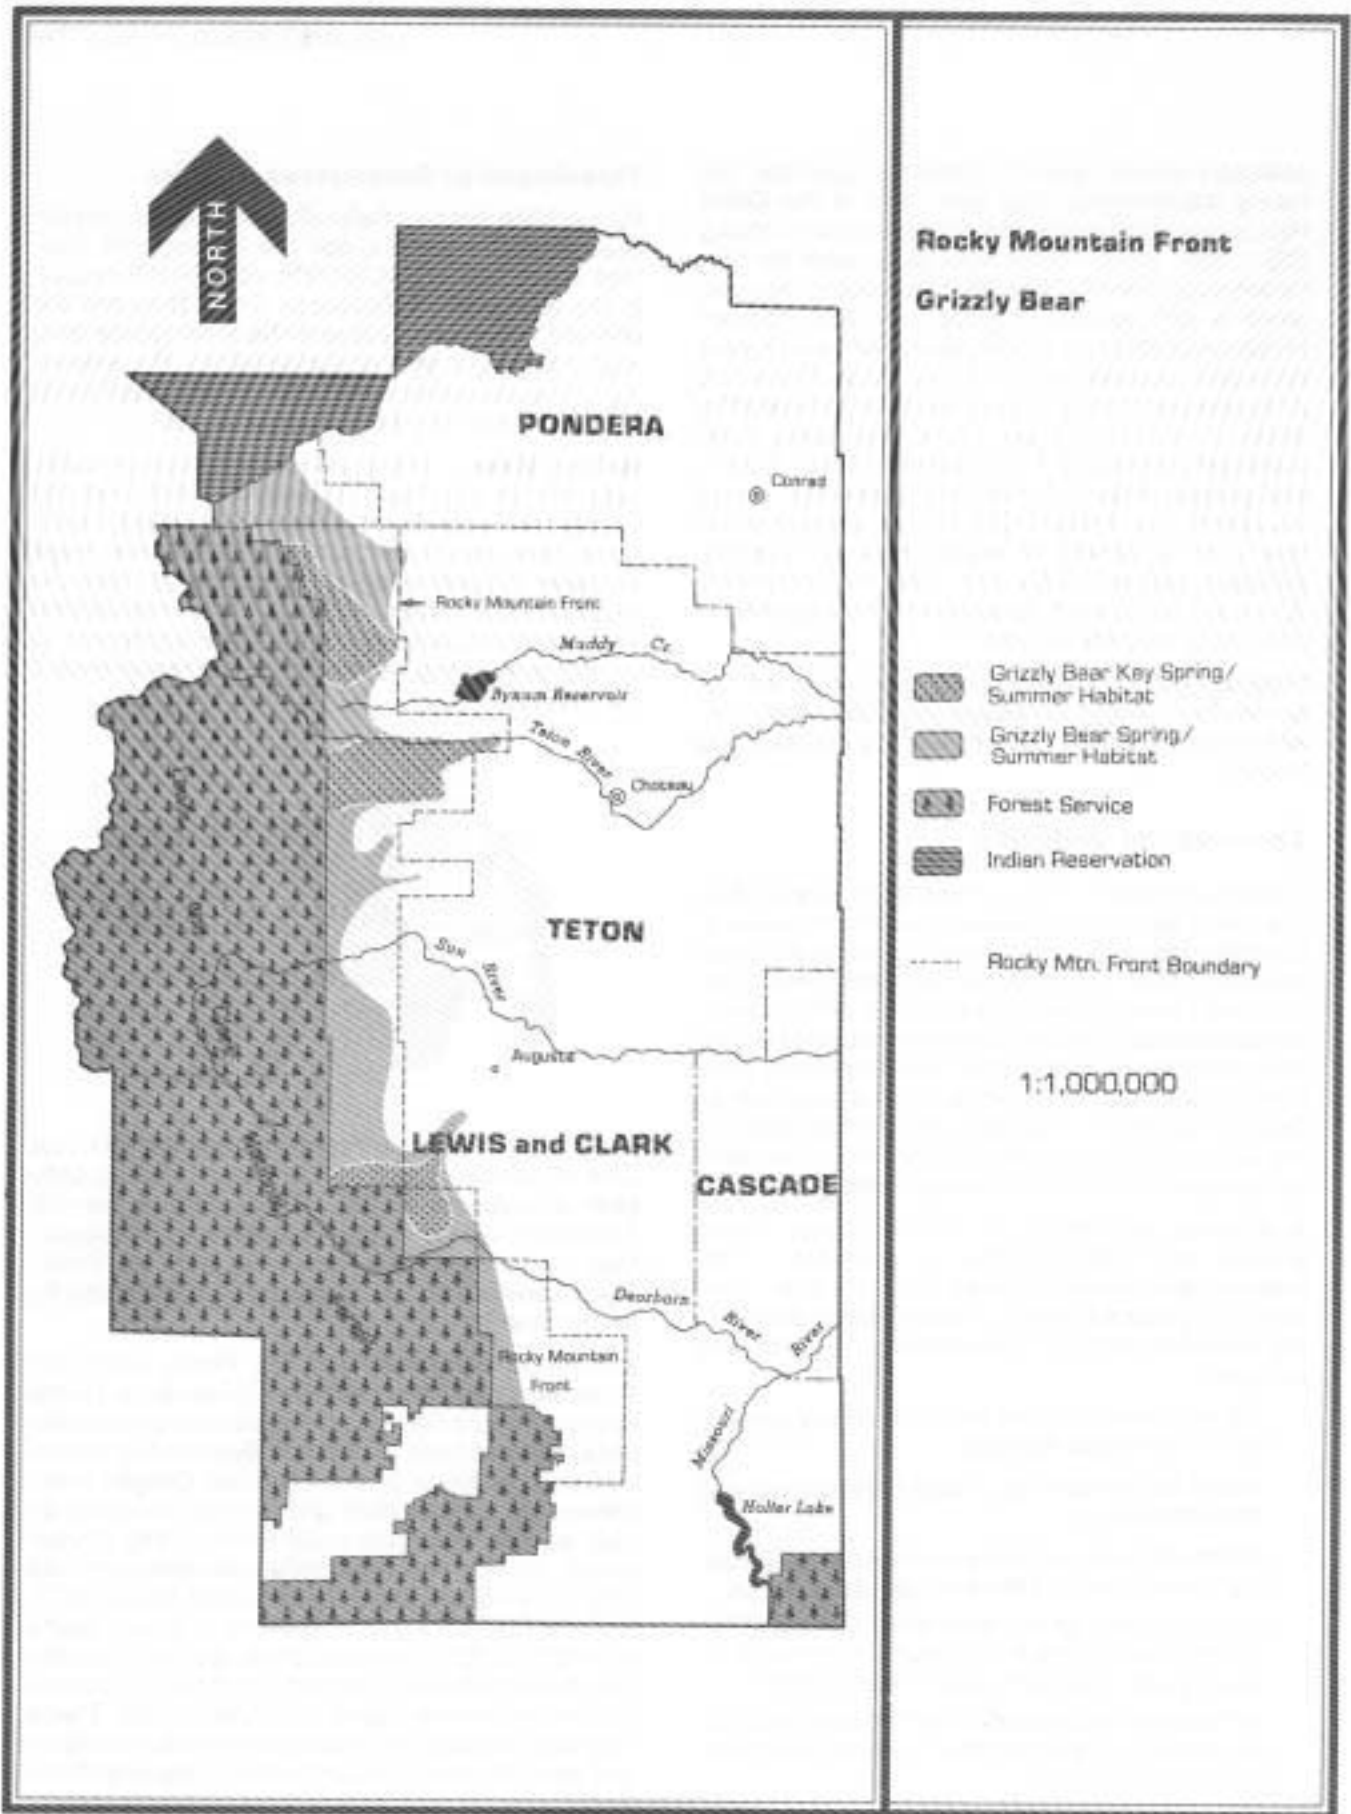 NORTH
PONDERA
Conrad
Rocky Mountain Front
Muddy Cr.
Bynum Reservoir
Teton River
Choteau
TETON
Sun River
Augusta
LEWIS and CLARK
CASCADE
Dearborn River
River
Rocky Mountain
Front
Missouri
Holter Lake
Rocky Mountain Front
Grizzly Bear
Grizzly Bear Key Spring/
Summer Habitat
Grizzly Bear Spring/
Summer Habitat
Forest Service
Indian Reservation
Rocky Mtn. Front Boundary
1:1,000,000